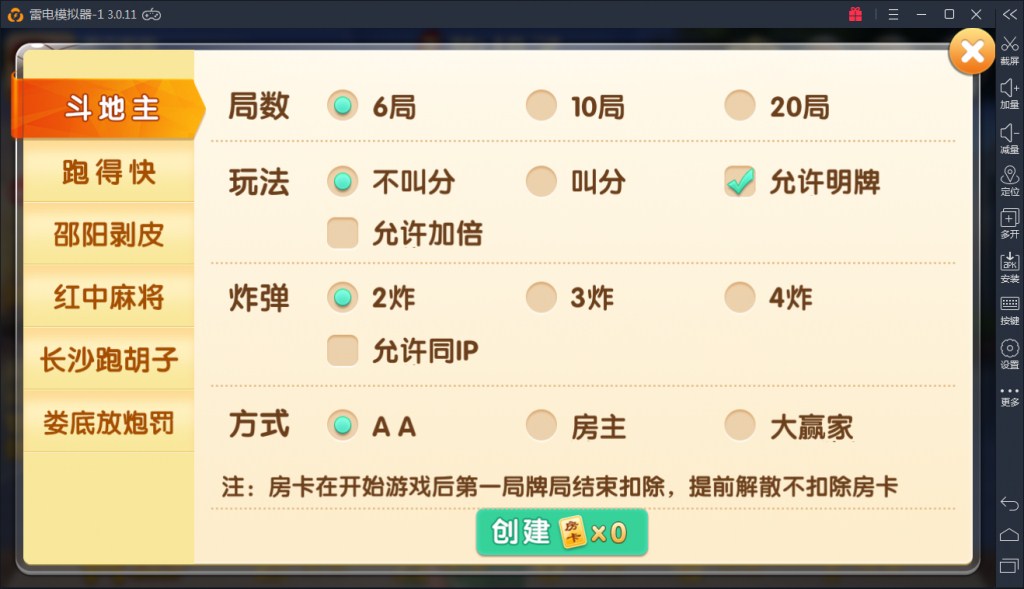 雷电模拟器-1 3.0.11
斗地主
跑得快
邵阳剥皮
红中麻将
长沙跑胡子
娄底放炮罚
局数 6局 10局 20局
玩法 不叫分 叫分 允许明牌
允许加倍
炸弹 2炸 3炸 4炸
允许同IP
方式 A A 房主 大赢家
注：房卡在开始游戏后第一局牌局结束扣除，提前解散不扣除房卡
创建 房卡 x0
截屏
加量
减量
定位
多开
APK
安装
按键
设置
更多